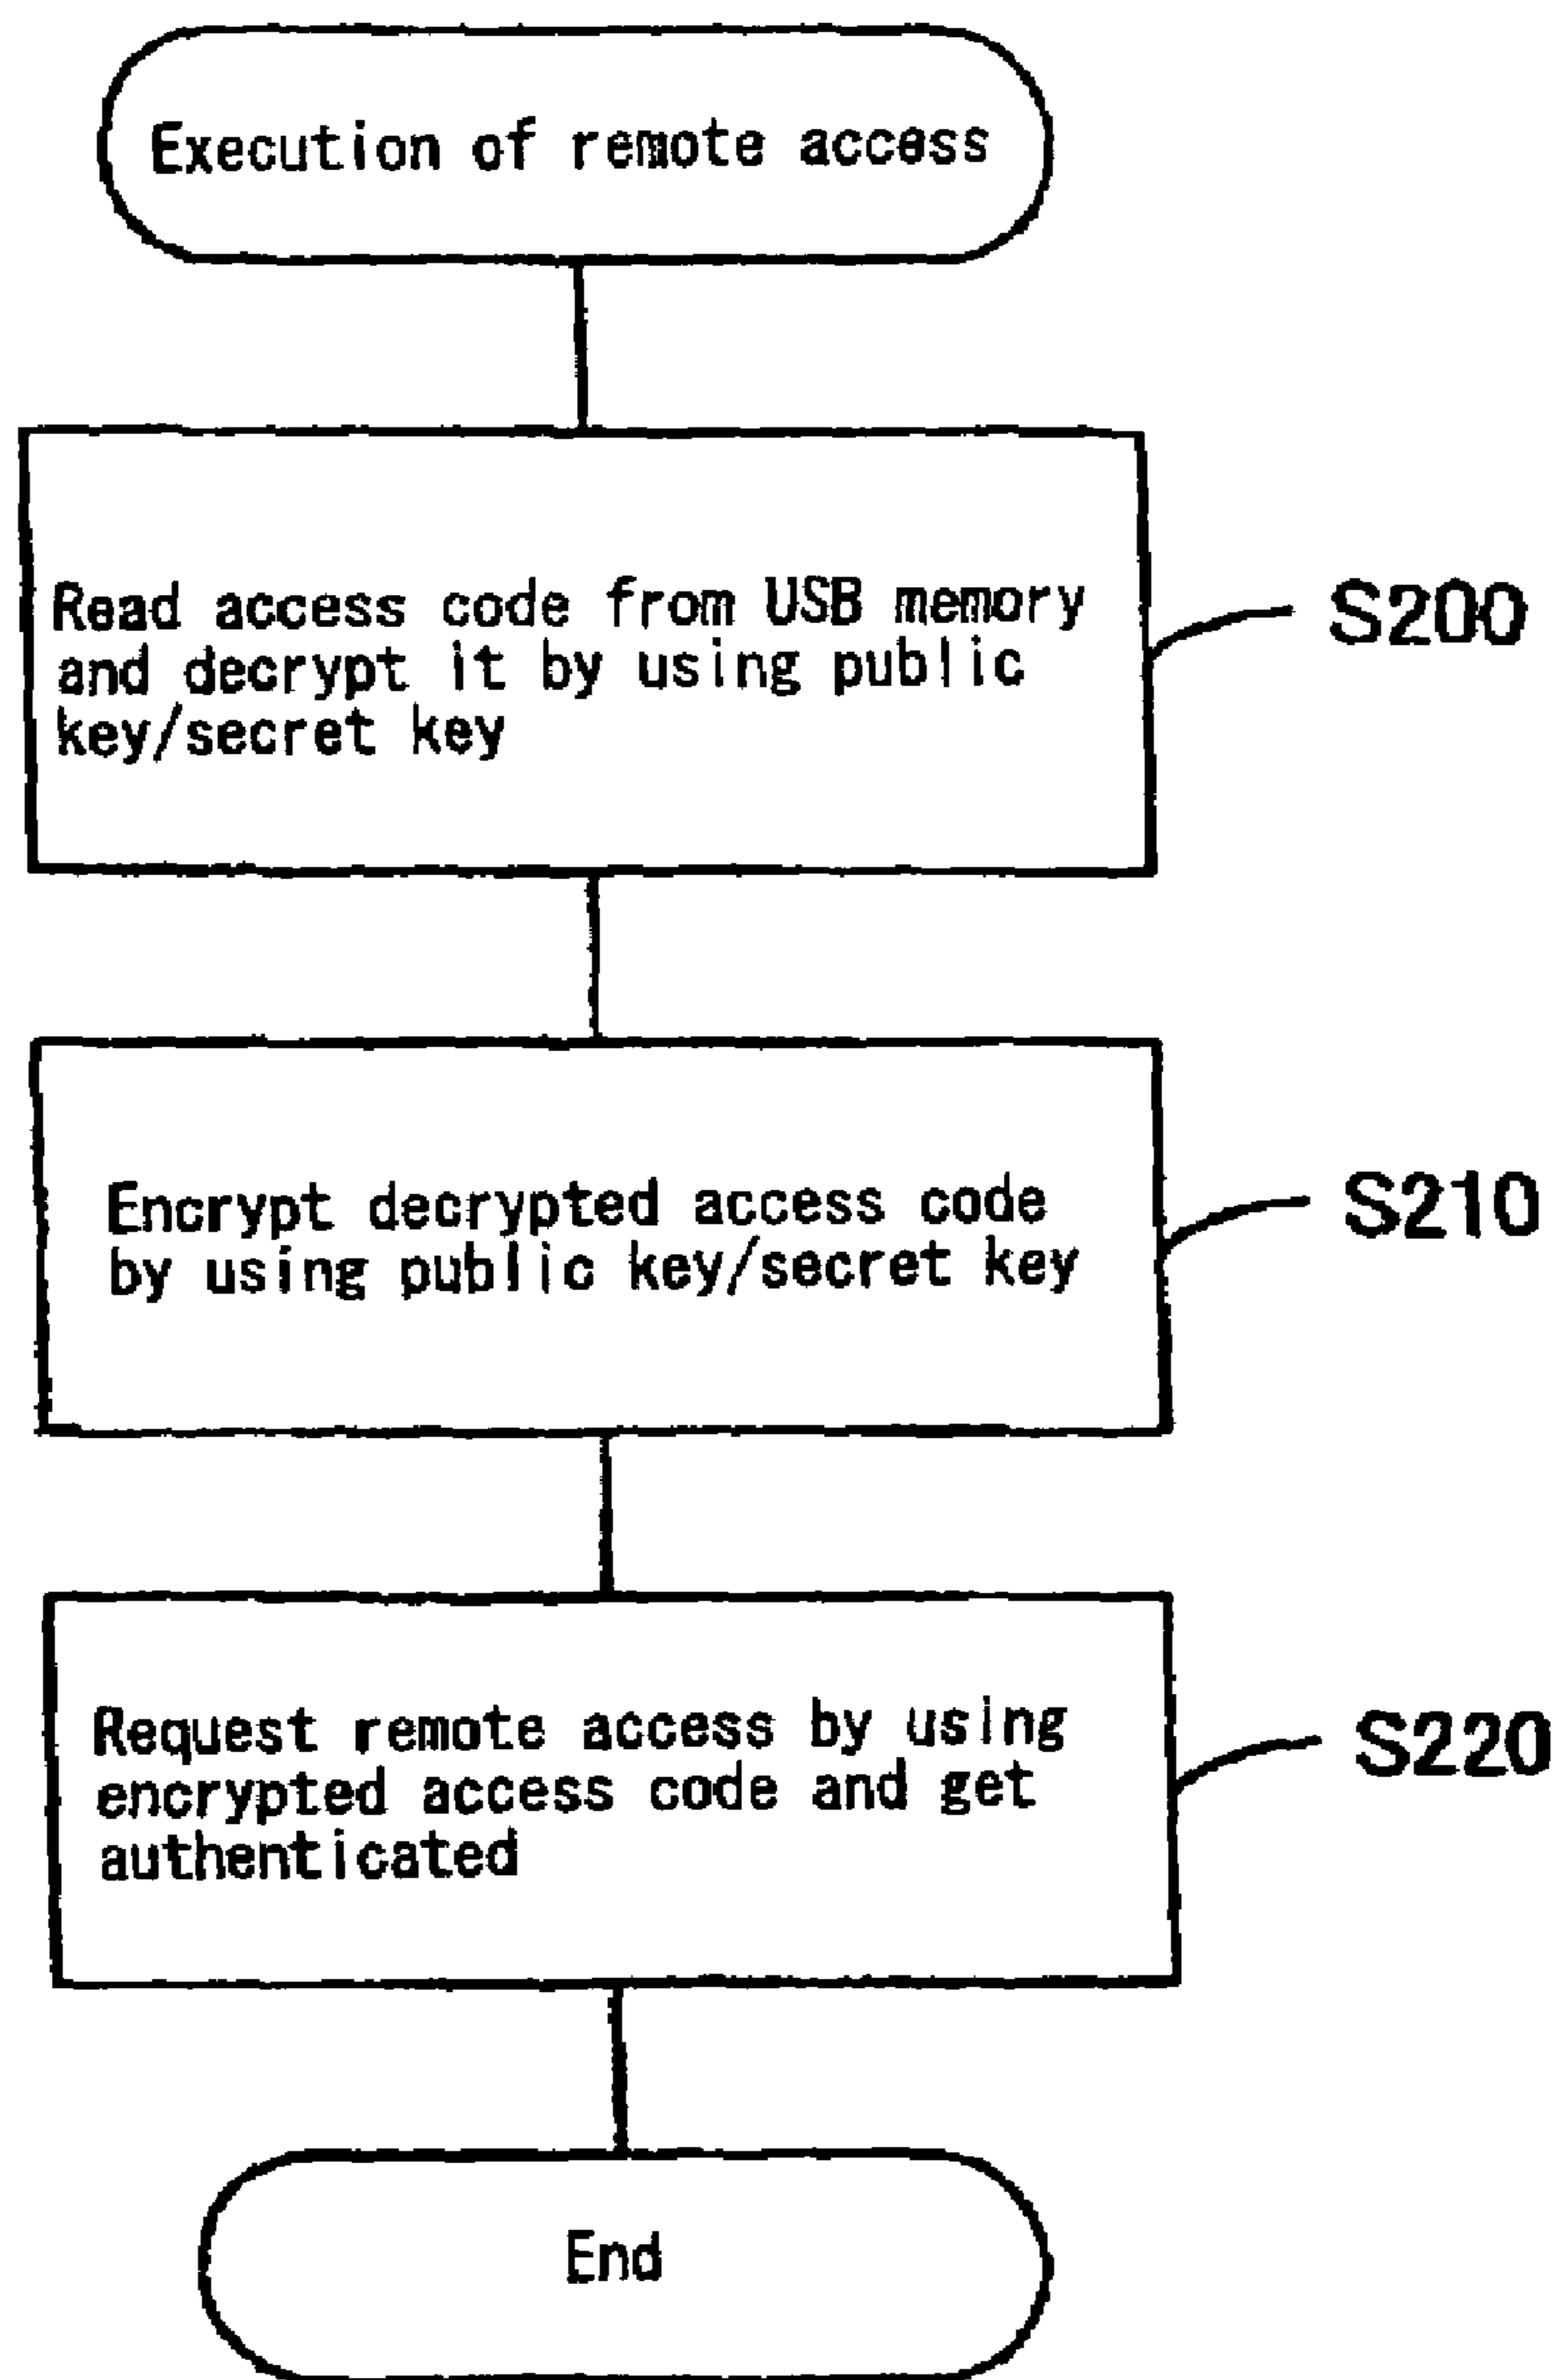 Execution of remote access
Read access code from USB memory
and decrypt it by using public
key/secret key
S200
Encrypt decrypted access code
by using public key/secret key
S210
Request remote access by using
encrypted access code and get
authenticated
S220
End